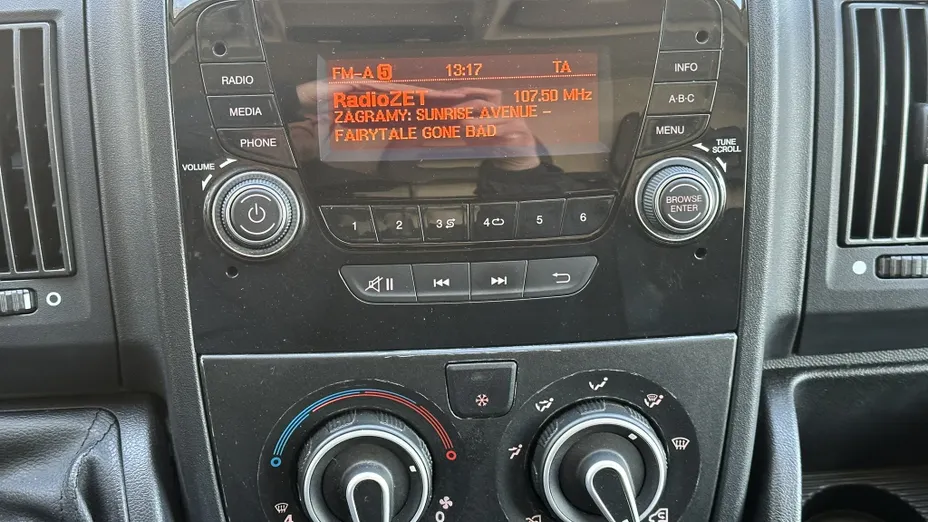 FM-A 5 13:17 TA
RadioZET 107.50 MHz
ZAGRAMY: SUNRISE AVENUE -
FAIRYTALE GONE BAD
RADIO
MEDIA
PHONE
INFO
A·B·C
MENU
VOLUME
TUNE
SCROLL
BROWSE
ENTER
1 2 3 4 5 6
0
4